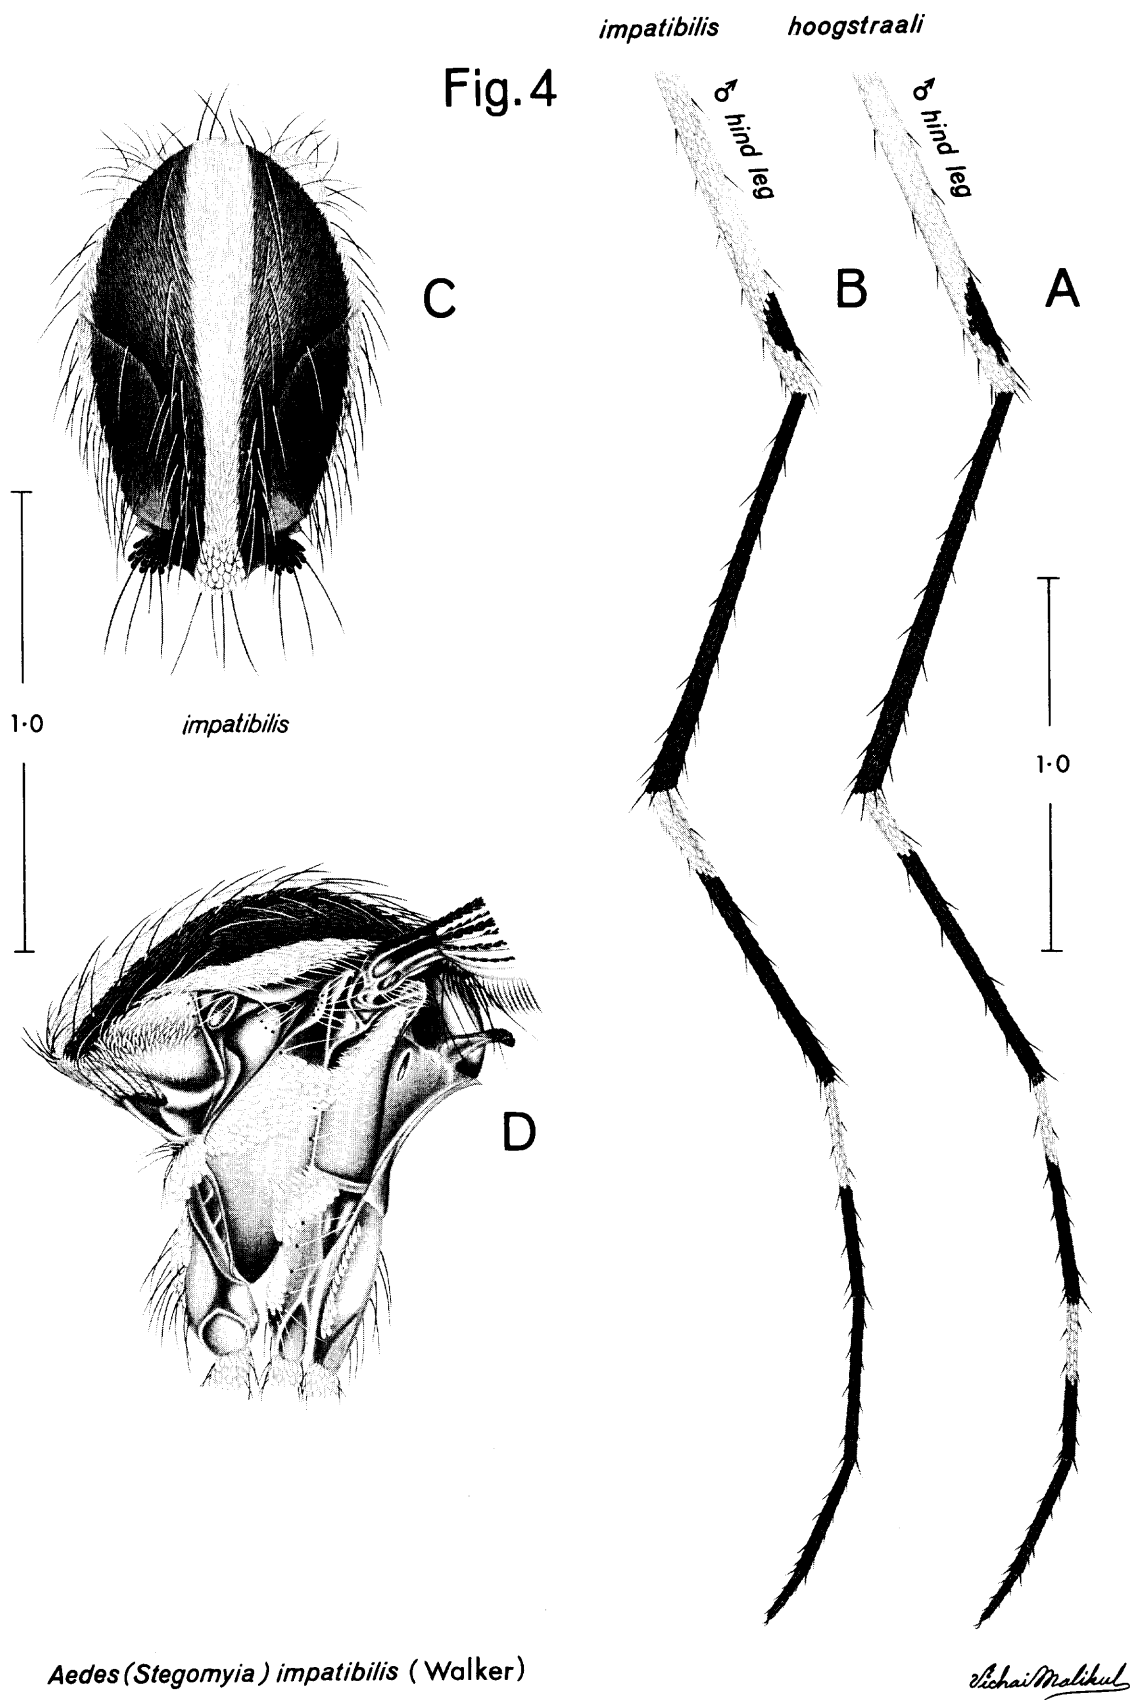 impatibilis hoogstraali
Fig. 4
♂ hind leg
♂ hind leg
C
B
A
1·0
impatibilis
1·0
D
Aedes (Stegomyia) impatibilis (Walker)
Vichai Malikul